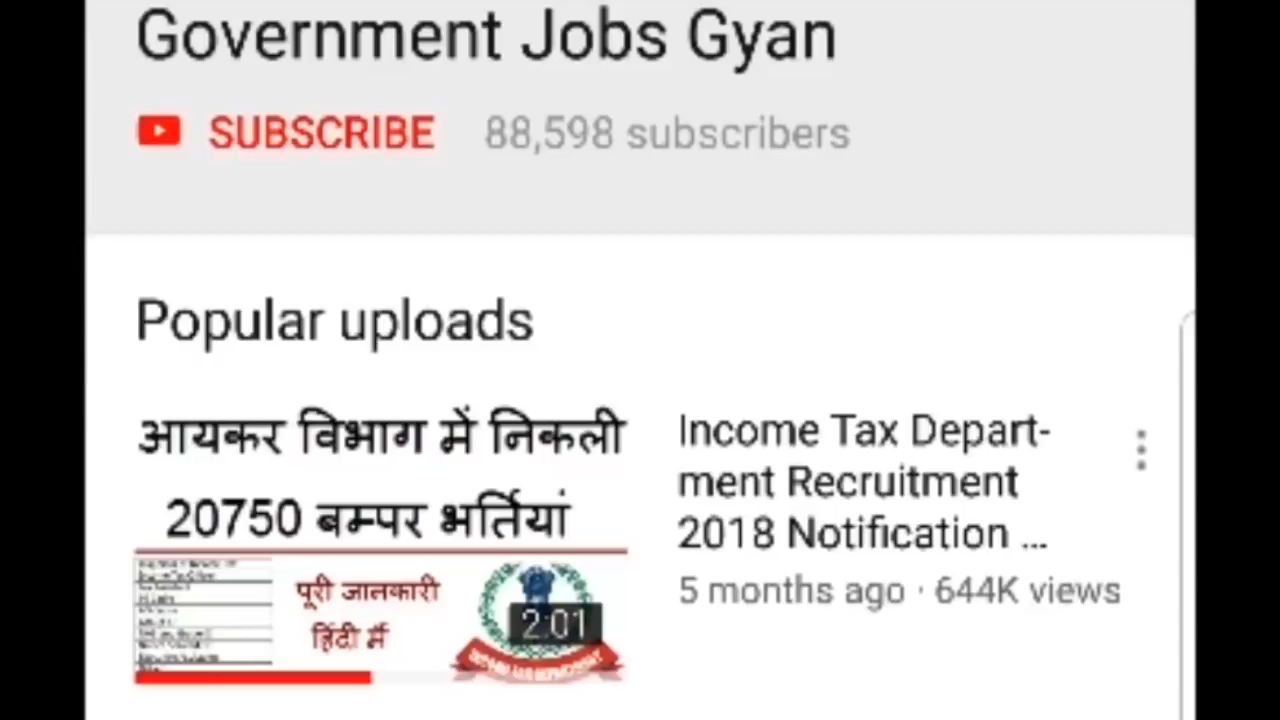 Government Jobs Gyan
SUBSCRIBE 88,598 subscribers
Popular uploads
आयकर विभाग में निकली
20750 बम्पर भर्तियां
पूरी जानकारी
हिंदी में
2:01
Income Tax Depart-
ment Recruitment
2018 Notification ...
5 months ago · 644K views